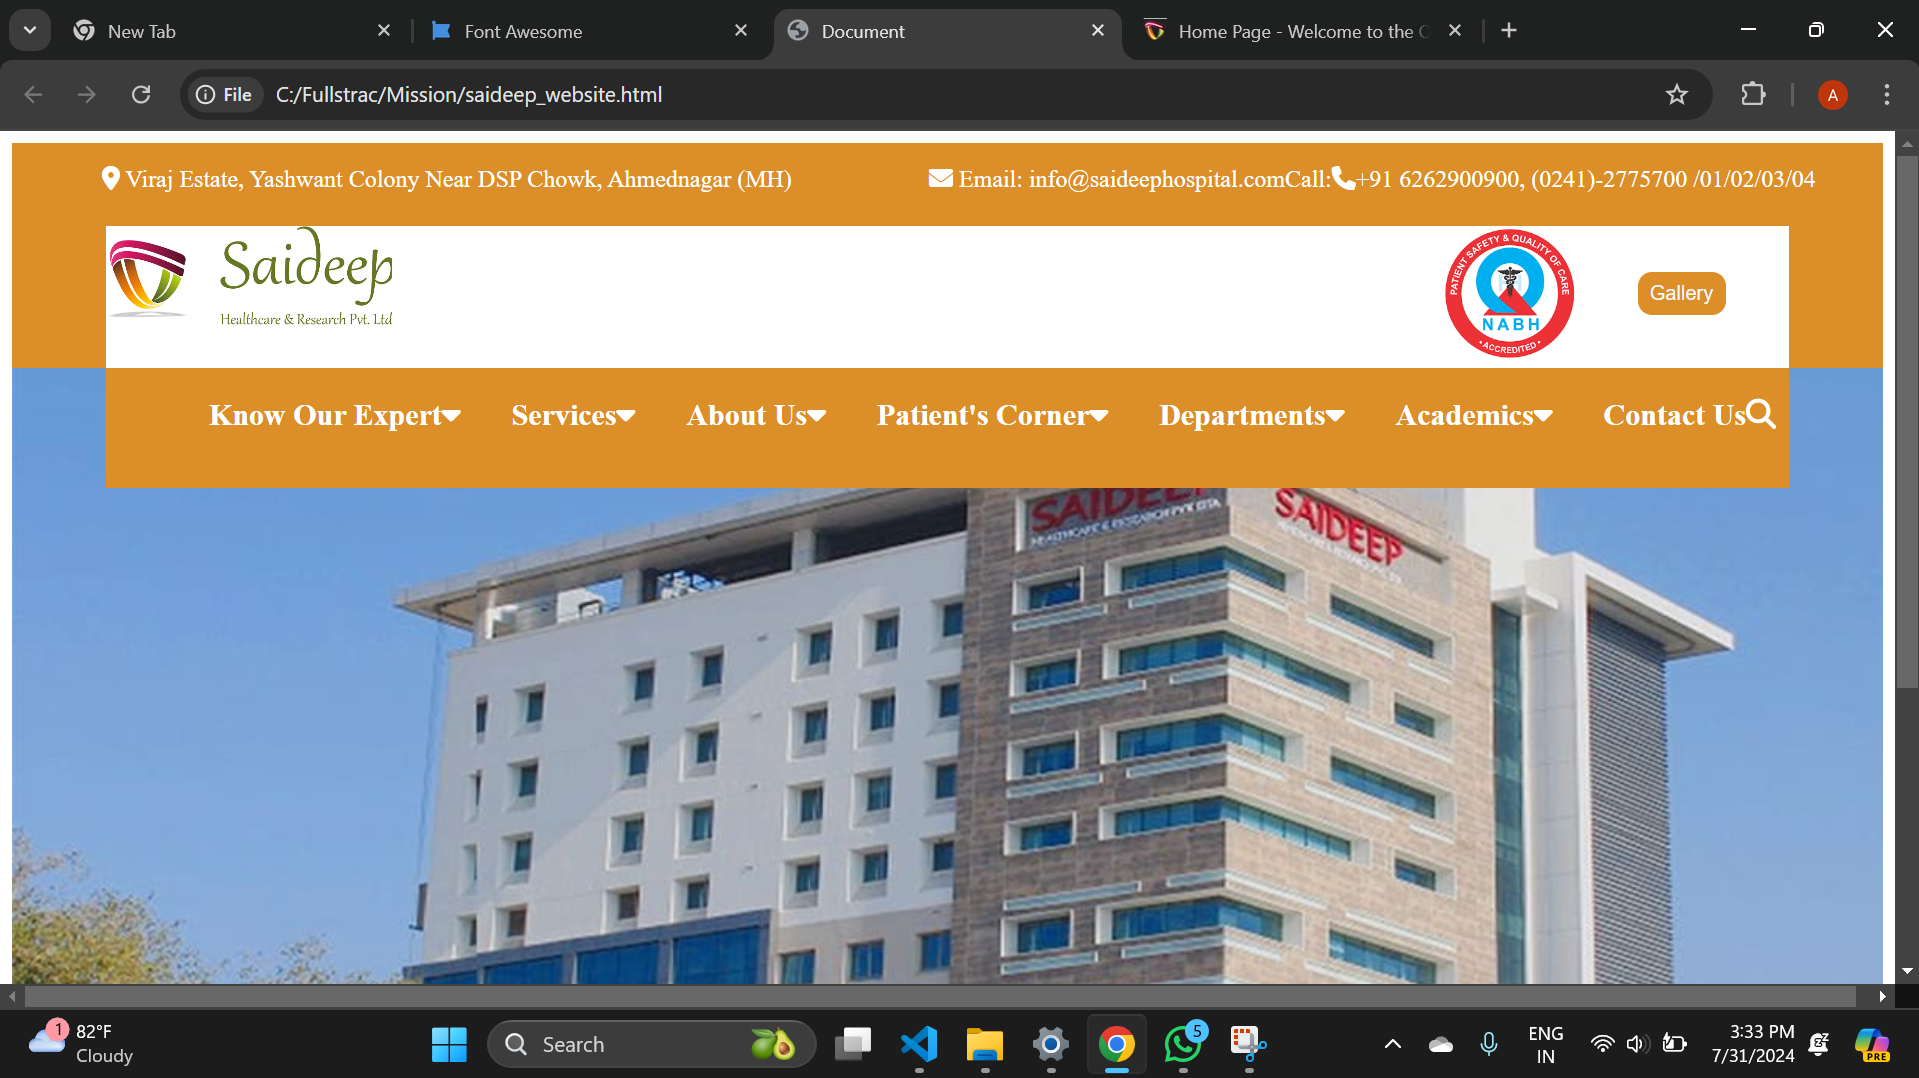 New Tab
Font Awesome
Document
Home Page - Welcome to the C
File
C:/Fullstrac/Mission/saideep_website.html
A
Viraj Estate, Yashwant Colony Near DSP Chowk, Ahmednagar (MH)
Email: info@saideephospital.comCall:+91 6262900900, (0241)-2775700 /01/02/03/04
Saideep
Healthcare & Research Pvt. Ltd
PATIENT SAFETY & QUALITY OF CARE
NABH
• ACCREDITED •
Gallery
Know Our Expert
Services
About Us
Patient's Corner
Departments
Academics
Contact Us
SAIDEEP
HEALTHCARE & RESEARCH PVT. LTD.
SAIDEEP
1
82°F
Cloudy
Search
5
ENG
IN
3:33 PM
7/31/2024
PRE